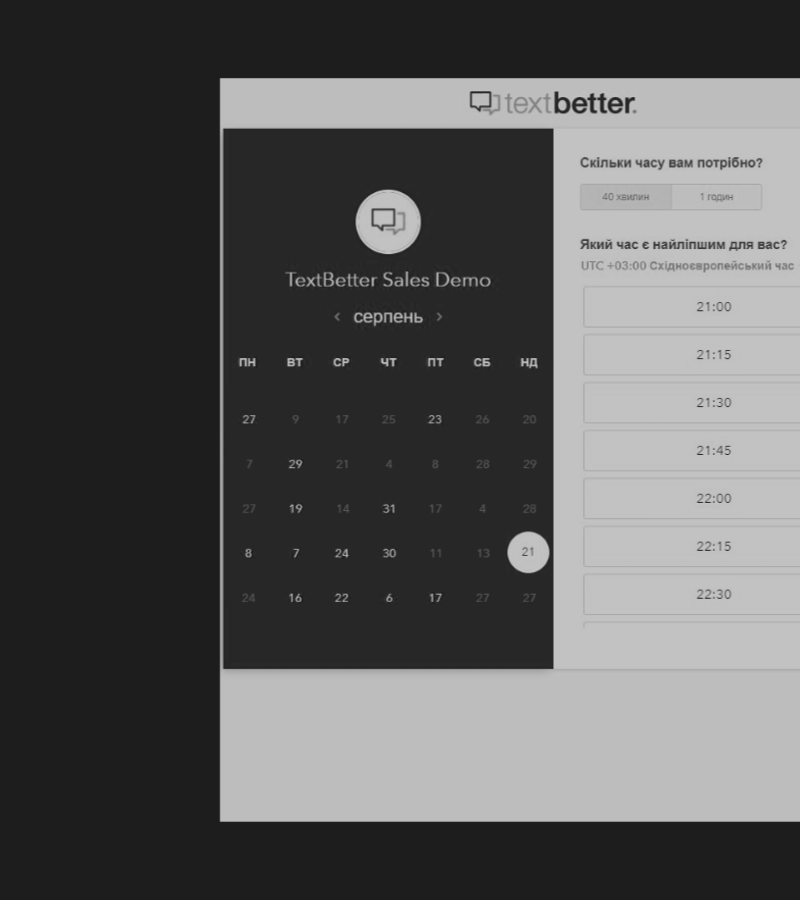 textbetter.
TextBetter Sales Demo
‹ серпень ›
ПН ВТ СР ЧТ ПТ СБ НД
27 9 17 25 23 26 20
7 29 21 4 8 28 29
27 19 14 31 17 4 28
8 7 24 30 11 13 21
24 16 22 6 17 27 27
Скільки часу вам потрібно?
40 хвилин 1 годин
Який час є найліпшим для вас?
UTC +03:00 Східноєвропейський час
21:00
21:15
21:30
21:45
22:00
22:15
22:30